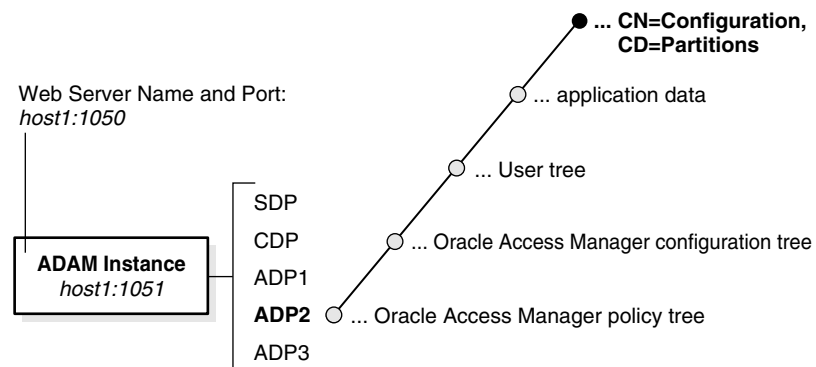 ... CN=Configuration,
CD=Partitions
Web Server Name and Port:
host1:1050
... application data
... User tree
SDP
CDP
... Oracle Access Manager configuration tree
ADAM Instance
host1:1051
ADP1
ADP2
... Oracle Access Manager policy tree
ADP3